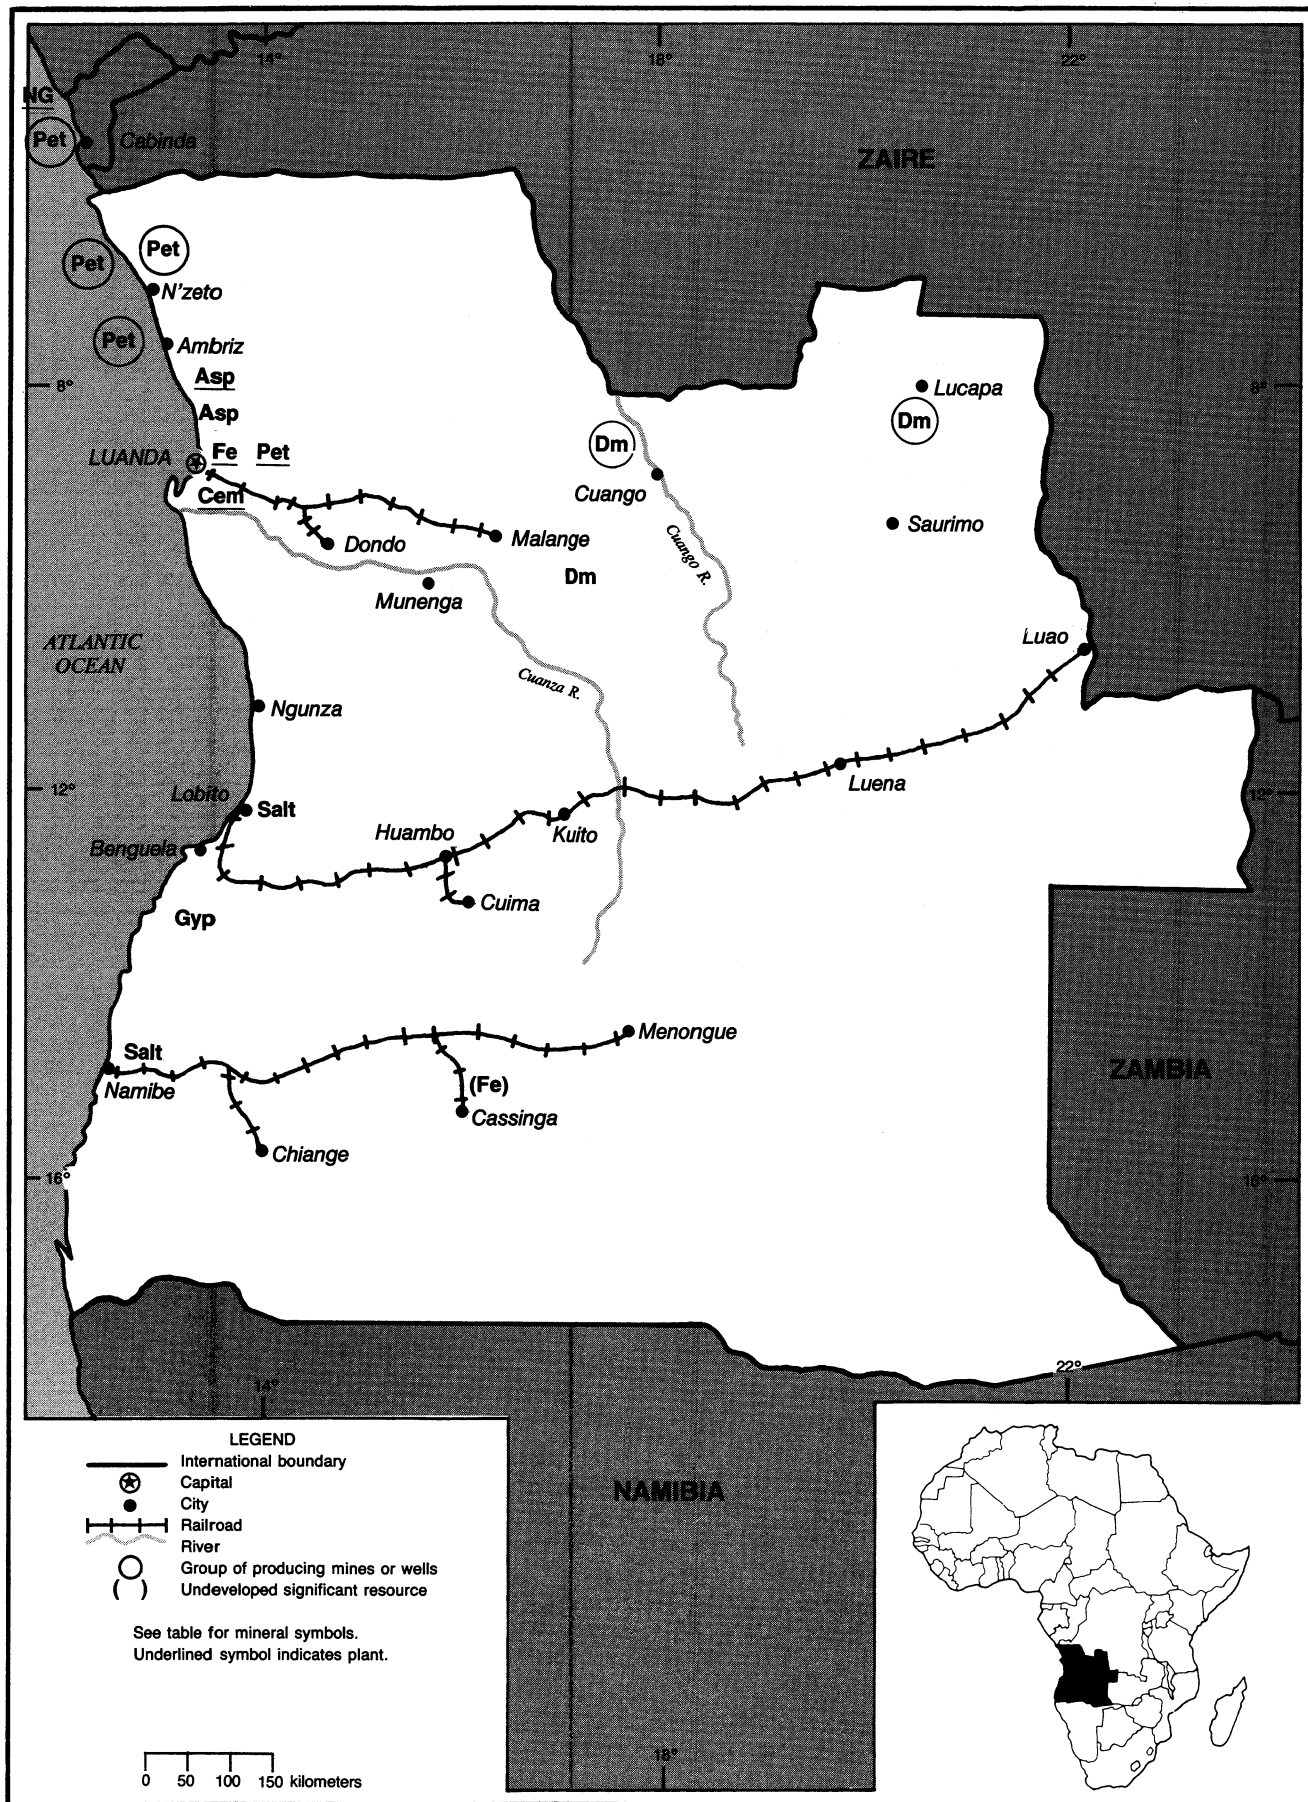 14°
18°
22°
NG
Pet
Cabinda
ZAIRE
Pet
Pet
N'zeto
Pet
Ambriz
Asp
8°
Lucapa
8°
Asp
Dm
LUANDA
Fe
Pet
Dm
Cem
Cuango
Saurimo
Dondo
Malange
Cuango R.
Dm
Munenga
ATLANTIC
OCEAN
Luao
Cuanza R.
Ngunza
Luena
12°
Lobito
Salt
12°
Huambo
Kuito
Benguela
Cuima
Gyp
Menongue
Salt
ZAMBIA
Namibe
(Fe)
Cassinga
Chiange
16°
16°
22°
14°
LEGEND
International boundary
Capital
City
Railroad
River
Group of producing mines or wells
( ) Undeveloped significant resource
See table for mineral symbols.
Underlined symbol indicates plant.
NAMIBIA
18°
0 50 100 150 kilometers